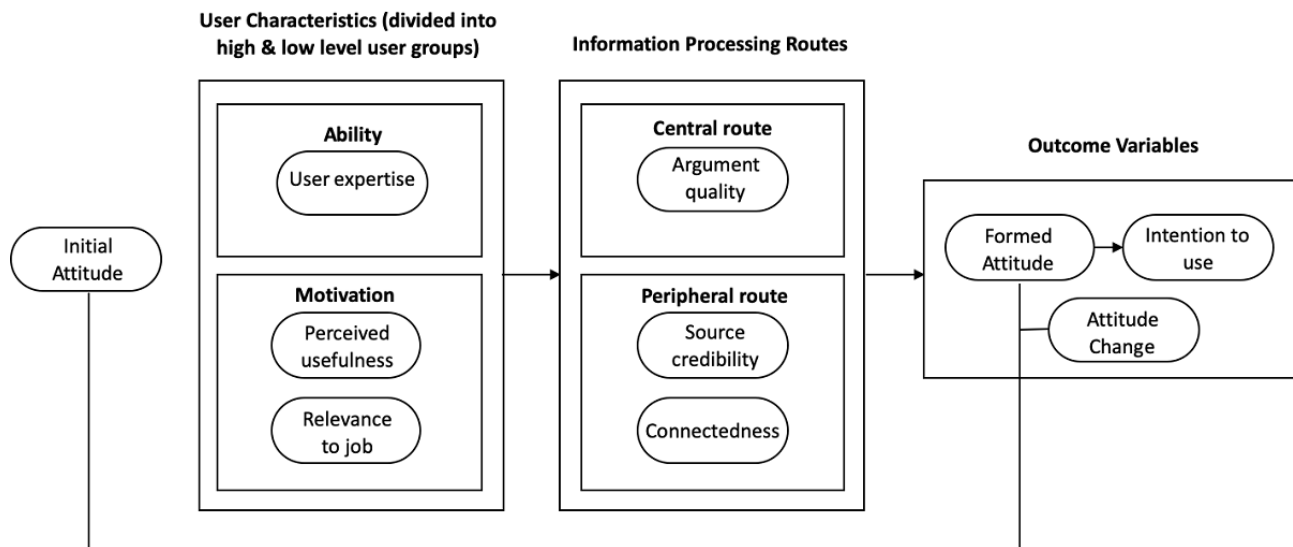 User Characteristics (divided into
high & low level user groups)
Information Processing Routes
Outcome Variables
Initial
Attitude
Ability
User expertise
Motivation
Perceived
usefulness
Relevance
to job
Central route
Argument
quality
Peripheral route
Source
credibility
Connectedness
Formed
Attitude
Intention to
use
Attitude
Change